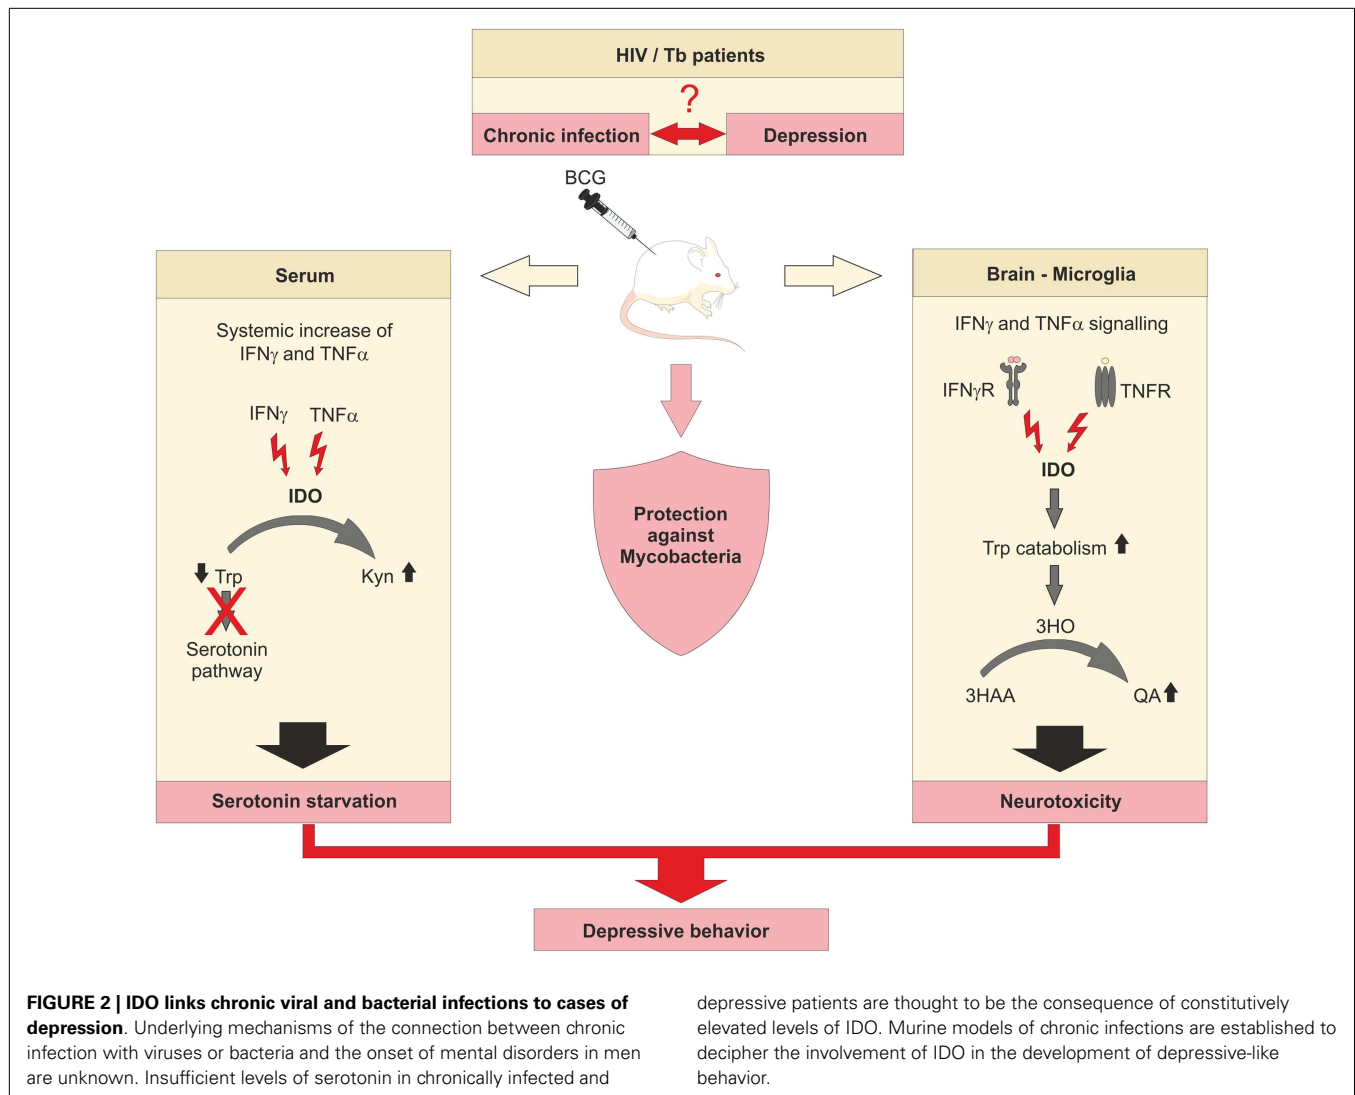 HIV / Tb patients
?
Chronic infection
Depression
BCG
Serum
Systemic increase of
IFNγ and TNFα
IFNγ
TNFα
IDO
Trp
Kyn
Serotonin
pathway
Serotonin starvation
Protection
against
Mycobacteria
Brain - Microglia
IFNγ and TNFα signalling
IFNγR
TNFR
IDO
Trp catabolism
3HO
3HAA
QA
Neurotoxicity
Depressive behavior
FIGURE 2 | IDO links chronic viral and bacterial infections to cases of
depression. Underlying mechanisms of the connection between chronic
infection with viruses or bacteria and the onset of mental disorders in men
are unknown. Insufficient levels of serotonin in chronically infected and
depressive patients are thought to be the consequence of constitutively
elevated levels of IDO. Murine models of chronic infections are established to
decipher the involvement of IDO in the development of depressive-like
behavior.